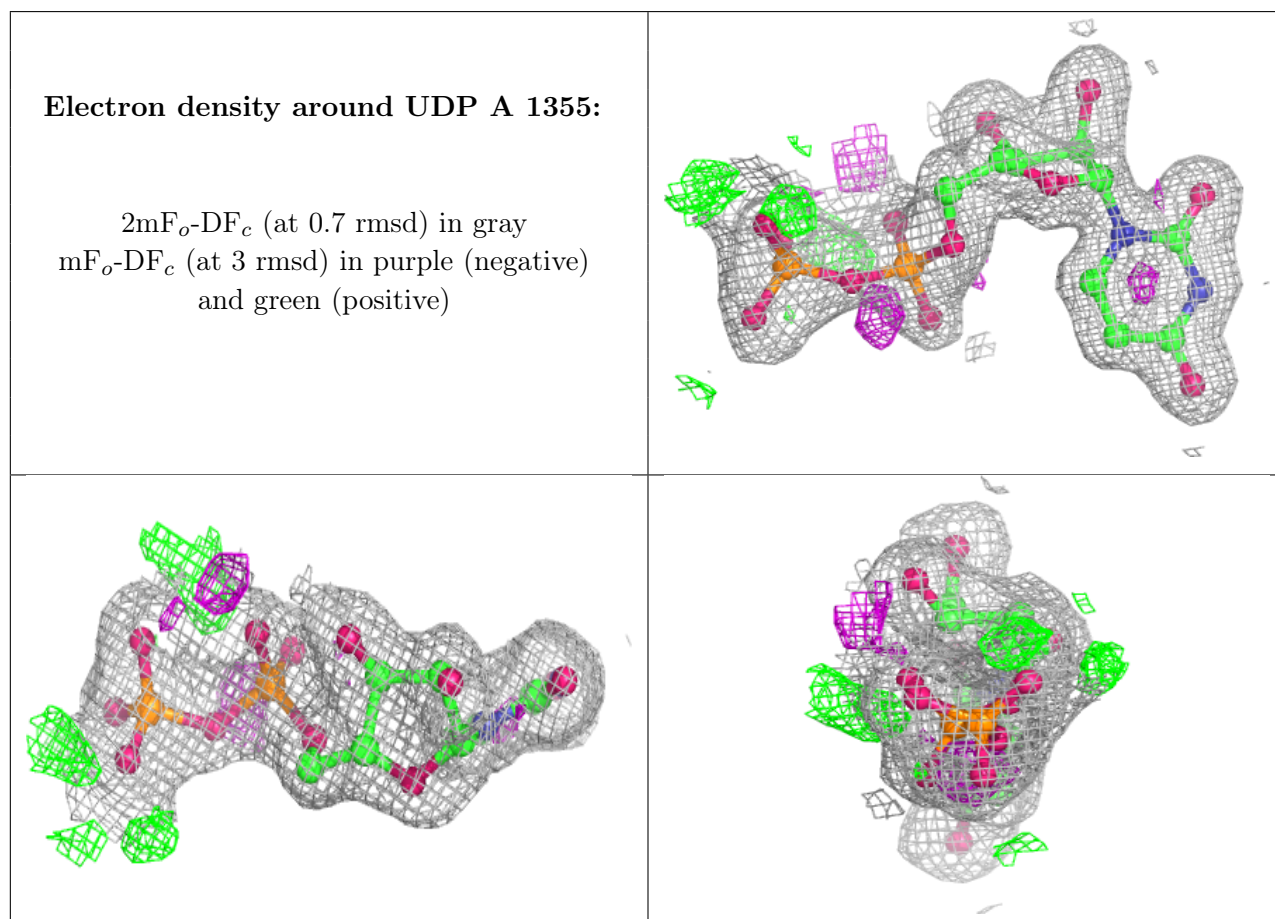 Electron density around UDP A 1355:
2mFo-DFc (at 0.7 rmsd) in gray
mFo-DFc (at 3 rmsd) in purple (negative)
and green (positive)